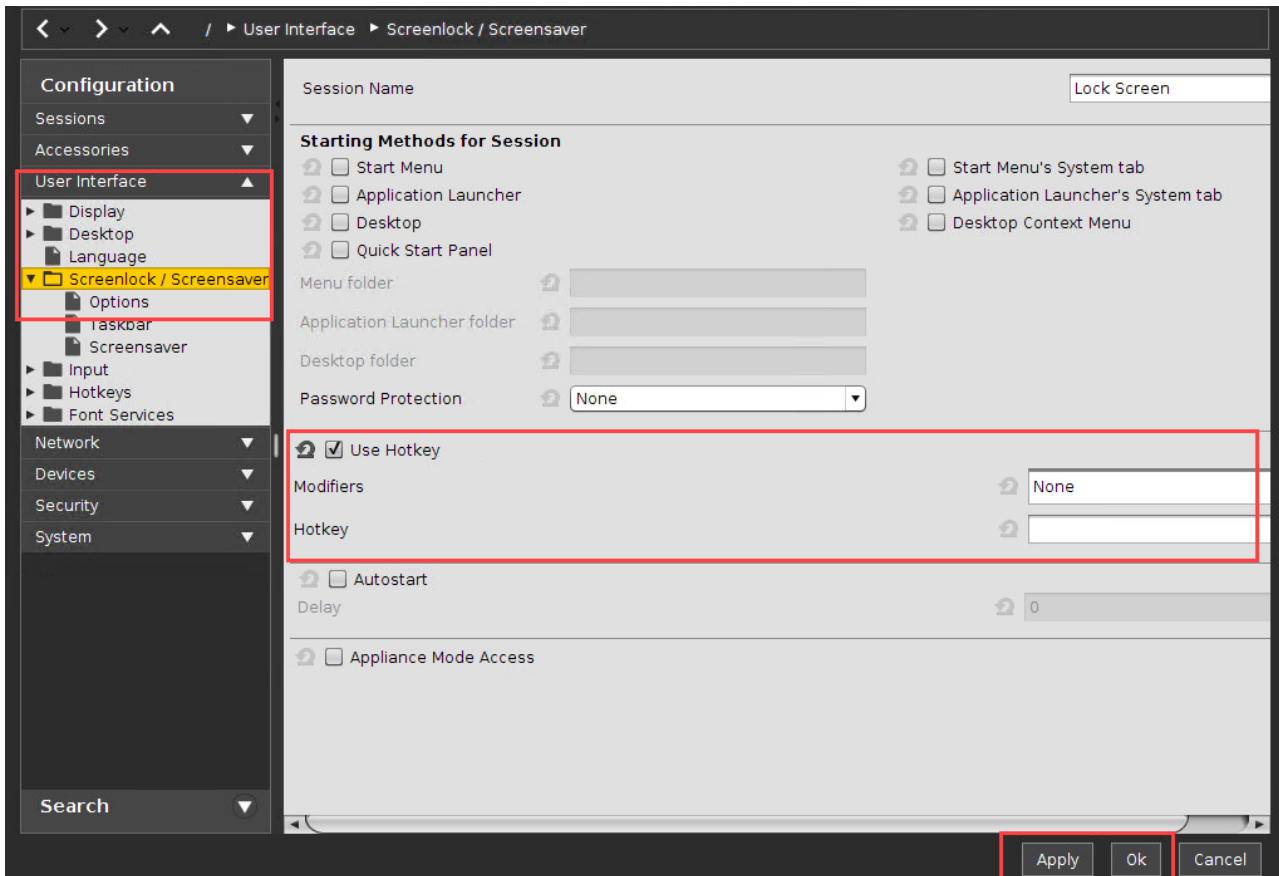 / User Interface Screenlock / Screensaver
Configuration
Sessions
Accessories
User Interface
Display
Desktop
Language
Screenlock / Screensaver
Options
Taskbar
Screensaver
Input
Hotkeys
Font Services
Network
Devices
Security
System
Search
Session Name
Lock Screen
Starting Methods for Session
Start Menu
Start Menu's System tab
Application Launcher
Application Launcher's System tab
Desktop
Desktop Context Menu
Quick Start Panel
Menu folder
Application Launcher folder
Desktop folder
Password Protection
None
Use Hotkey
Modifiers
None
Hotkey
Autostart
Delay
0
Appliance Mode Access
Apply
Ok
Cancel